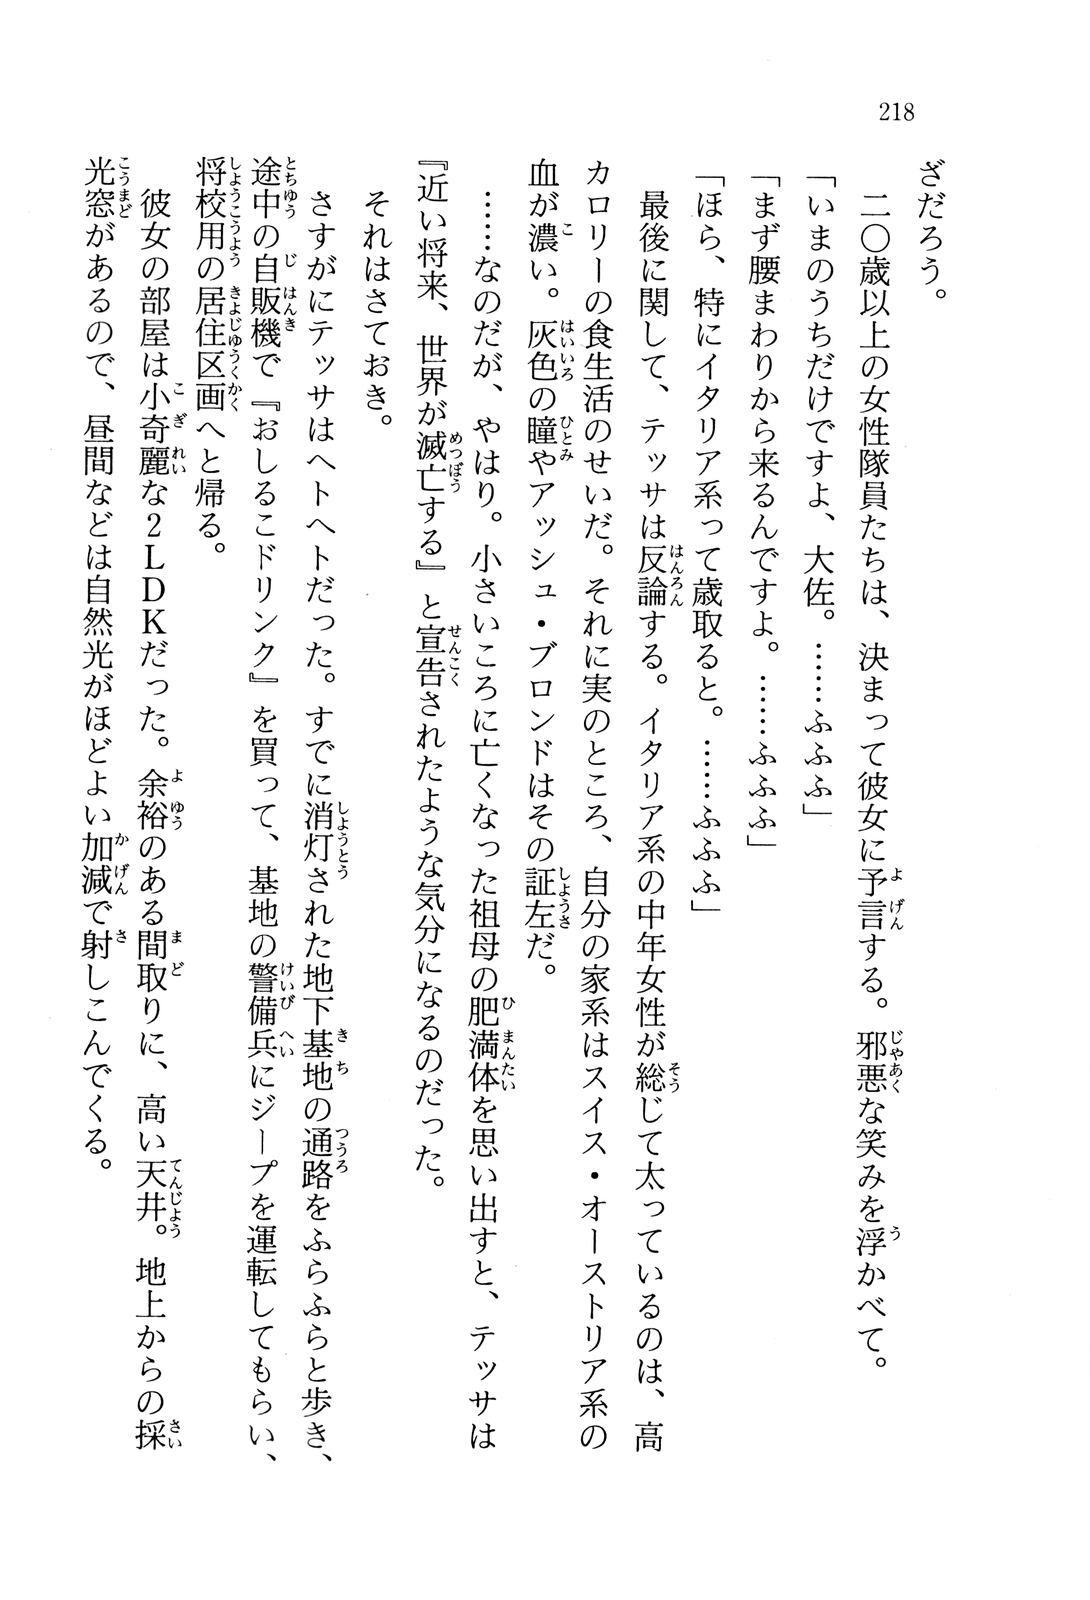 218
ざだろう。
二〇歳以上の女性隊員たちは、決まって彼女に予言する。邪悪な笑みを浮かべて。
「いまのうちだけですよ、大佐。……ふふふ」
「まず腰まわりから来るんですよ。……ふふふ」
「ほら、特にイタリア系って歳取ると。……ふふふ」
最後に関して、テッサは反論する。イタリア系の中年女性が総じて太っているのは、高
カロリーの食生活のせいだ。それに実のところ、自分の家系はスイス・オーストリア系の
血が濃い。灰色の瞳やアッシュ・ブロンドはその証左だ。
……なのだが、やはり。小さいころに亡くなった祖母の肥満体を思い出すと、テッサは
『近い将来、世界が滅亡する』と宣告されたような気分になるのだった。
それはさておき。
さすがにテッサはヘトヘトだった。すでに消灯された地下基地の通路をふらふらと歩き、
途中の自販機で『おしるこドリンク』を買って、基地の警備兵にジープを運転してもらい、
将校用の居住区画へと帰る。
彼女の部屋は小奇麗な2LDKだった。余裕のある間取りに、高い天井。地上からの採
光窓があるので、昼間などは自然光がほどよい加減で射しこんでくる。